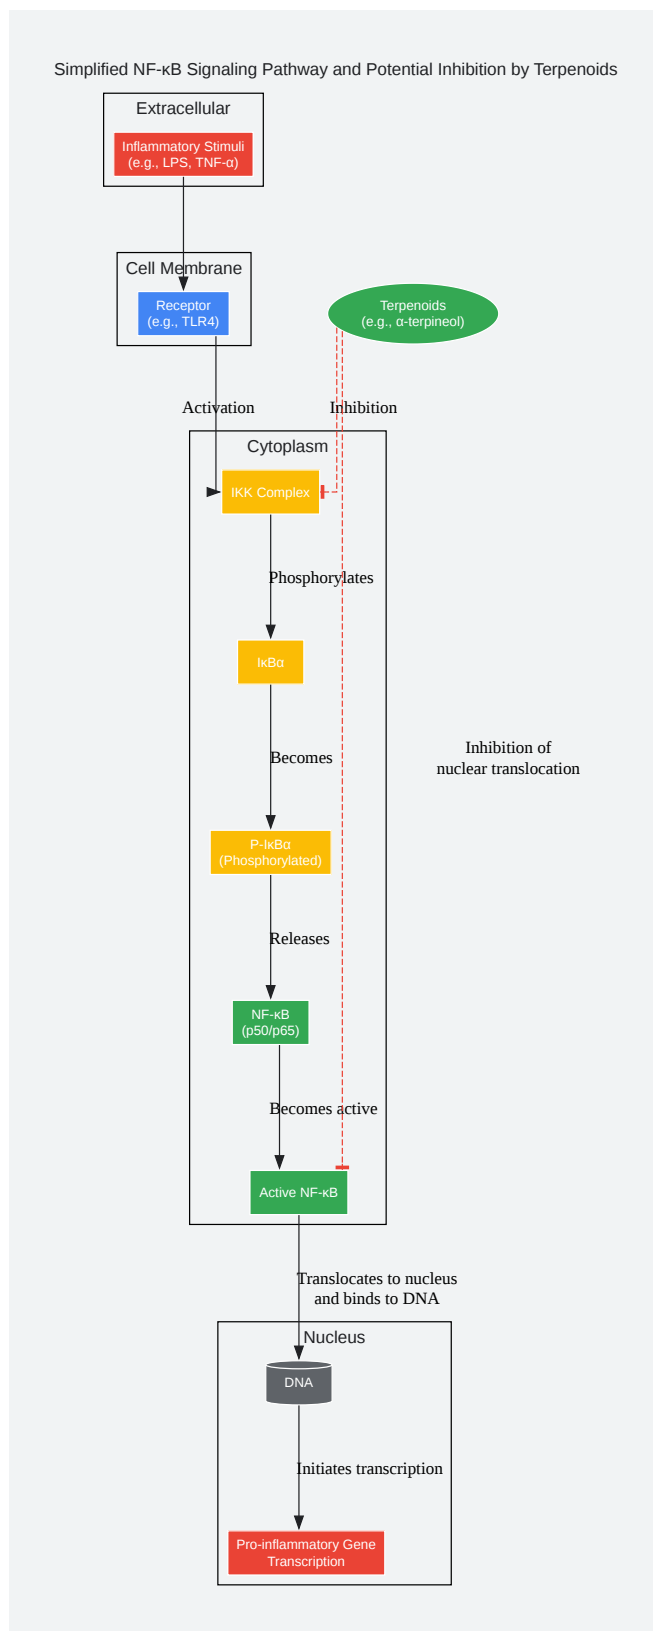 Simplified NF-κB Signaling Pathway and Potential Inhibition by Terpenoids
Extracellular
Inflammatory Stimuli
(e.g., LPS, TNF-α)
Cell Membrane
Receptor
(e.g., TLR4)
Terpenoids
(e.g., α-terpineol)
Activation
Inhibition
Cytoplasm
IKK Complex
Phosphorylates
IκBα
Inhibition of
nuclear translocation
Becomes
P-IκBα
(Phosphorylated)
Releases
NF-κB
(p50/p65)
Becomes active
Active NF-κB
Translocates to nucleus
and binds to DNA
Nucleus
DNA
Initiates transcription
Pro-inflammatory Gene
Transcription